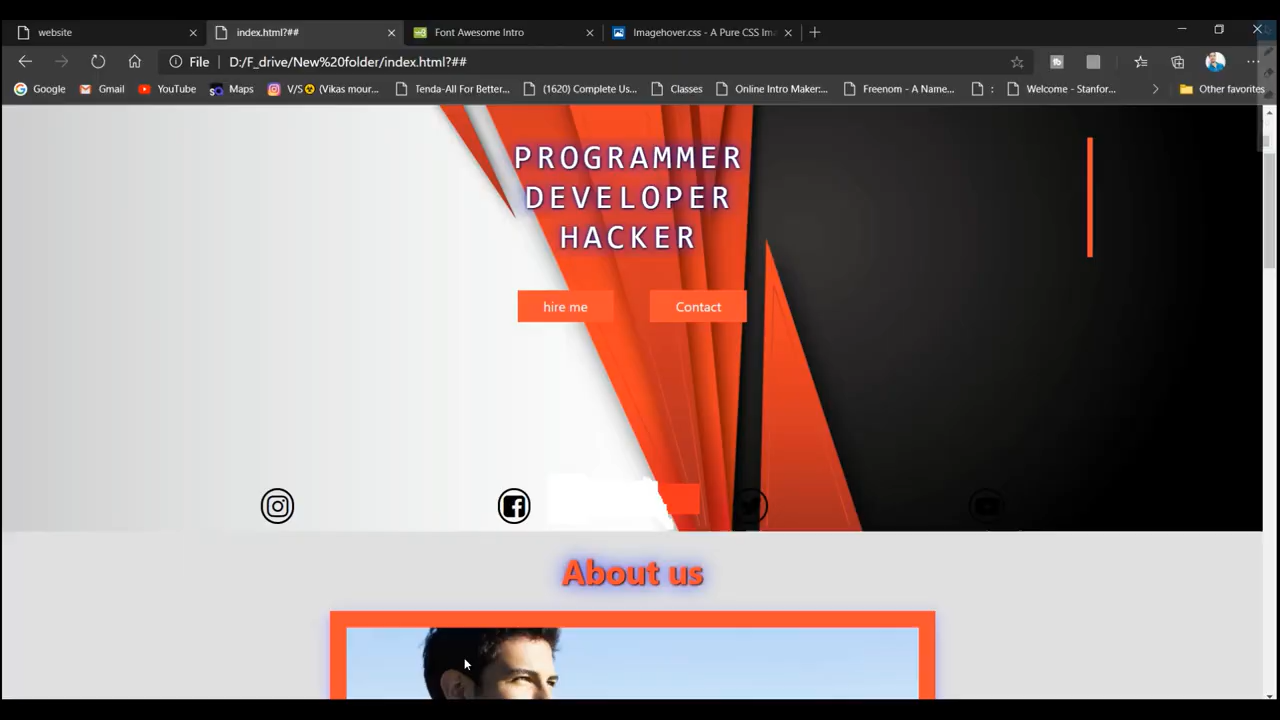 website
index.html?##
Font Awesome Intro
Imagehover.css - A Pure CSS Ima
File
D:/F_drive/New%20folder/index.html?##
Google
Gmail
YouTube
Maps
V/S (Vikas mour...
Tenda-All For Better...
(1620) Complete Us...
Classes
Online Intro Maker:...
Freenom - A Name...
:
Welcome - Stanfor...
Other favorites
PROGRAMMER
DEVELOPER
HACKER
hire me
Contact
About us